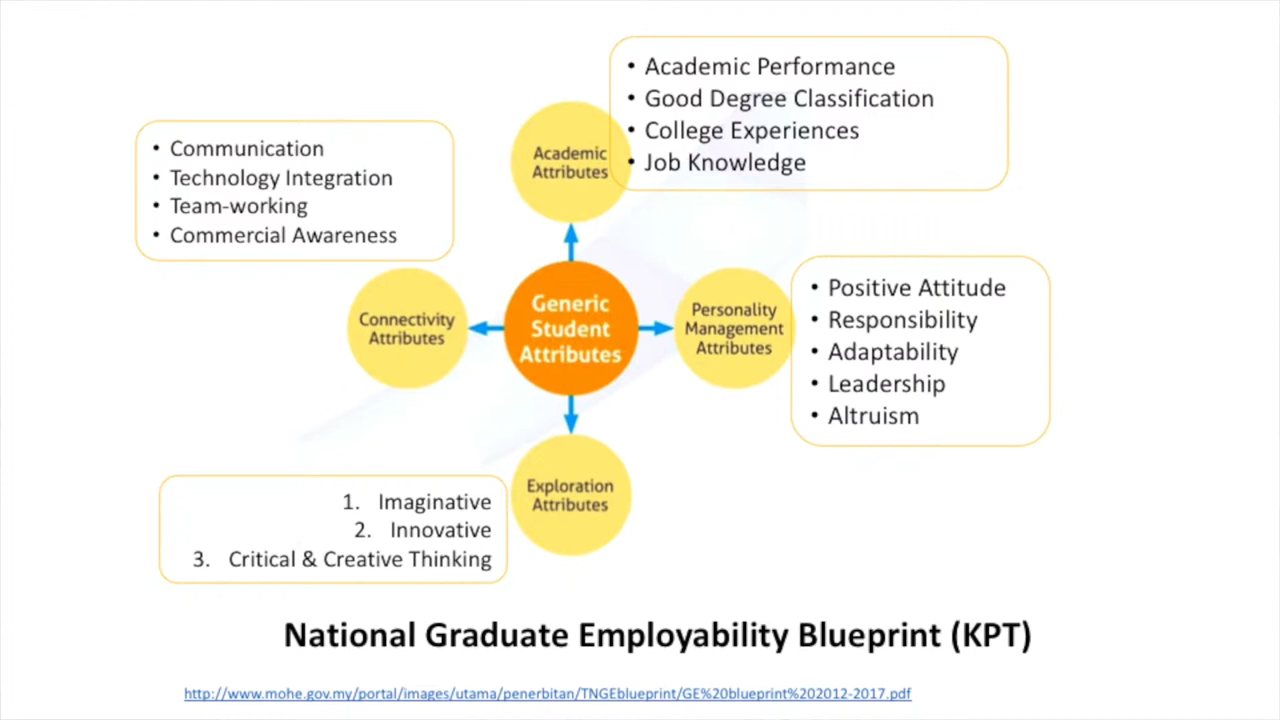 • Academic Performance
• Good Degree Classification
• College Experiences
• Job Knowledge
Academic
Attributes
• Communication
• Technology Integration
• Team-working
• Commercial Awareness
Connectivity
Attributes
Generic
Student
Attributes
Personality
Management
Attributes
• Positive Attitude
• Responsibility
• Adaptability
• Leadership
• Altruism
Exploration
Attributes
1. Imaginative
2. Innovative
3. Critical & Creative Thinking
National Graduate Employability Blueprint (KPT)
http://www.mohe.gov.my/portal/images/utama/penerbitan/TNGEblueprint/GE%20blueprint%202012-2017.pdf